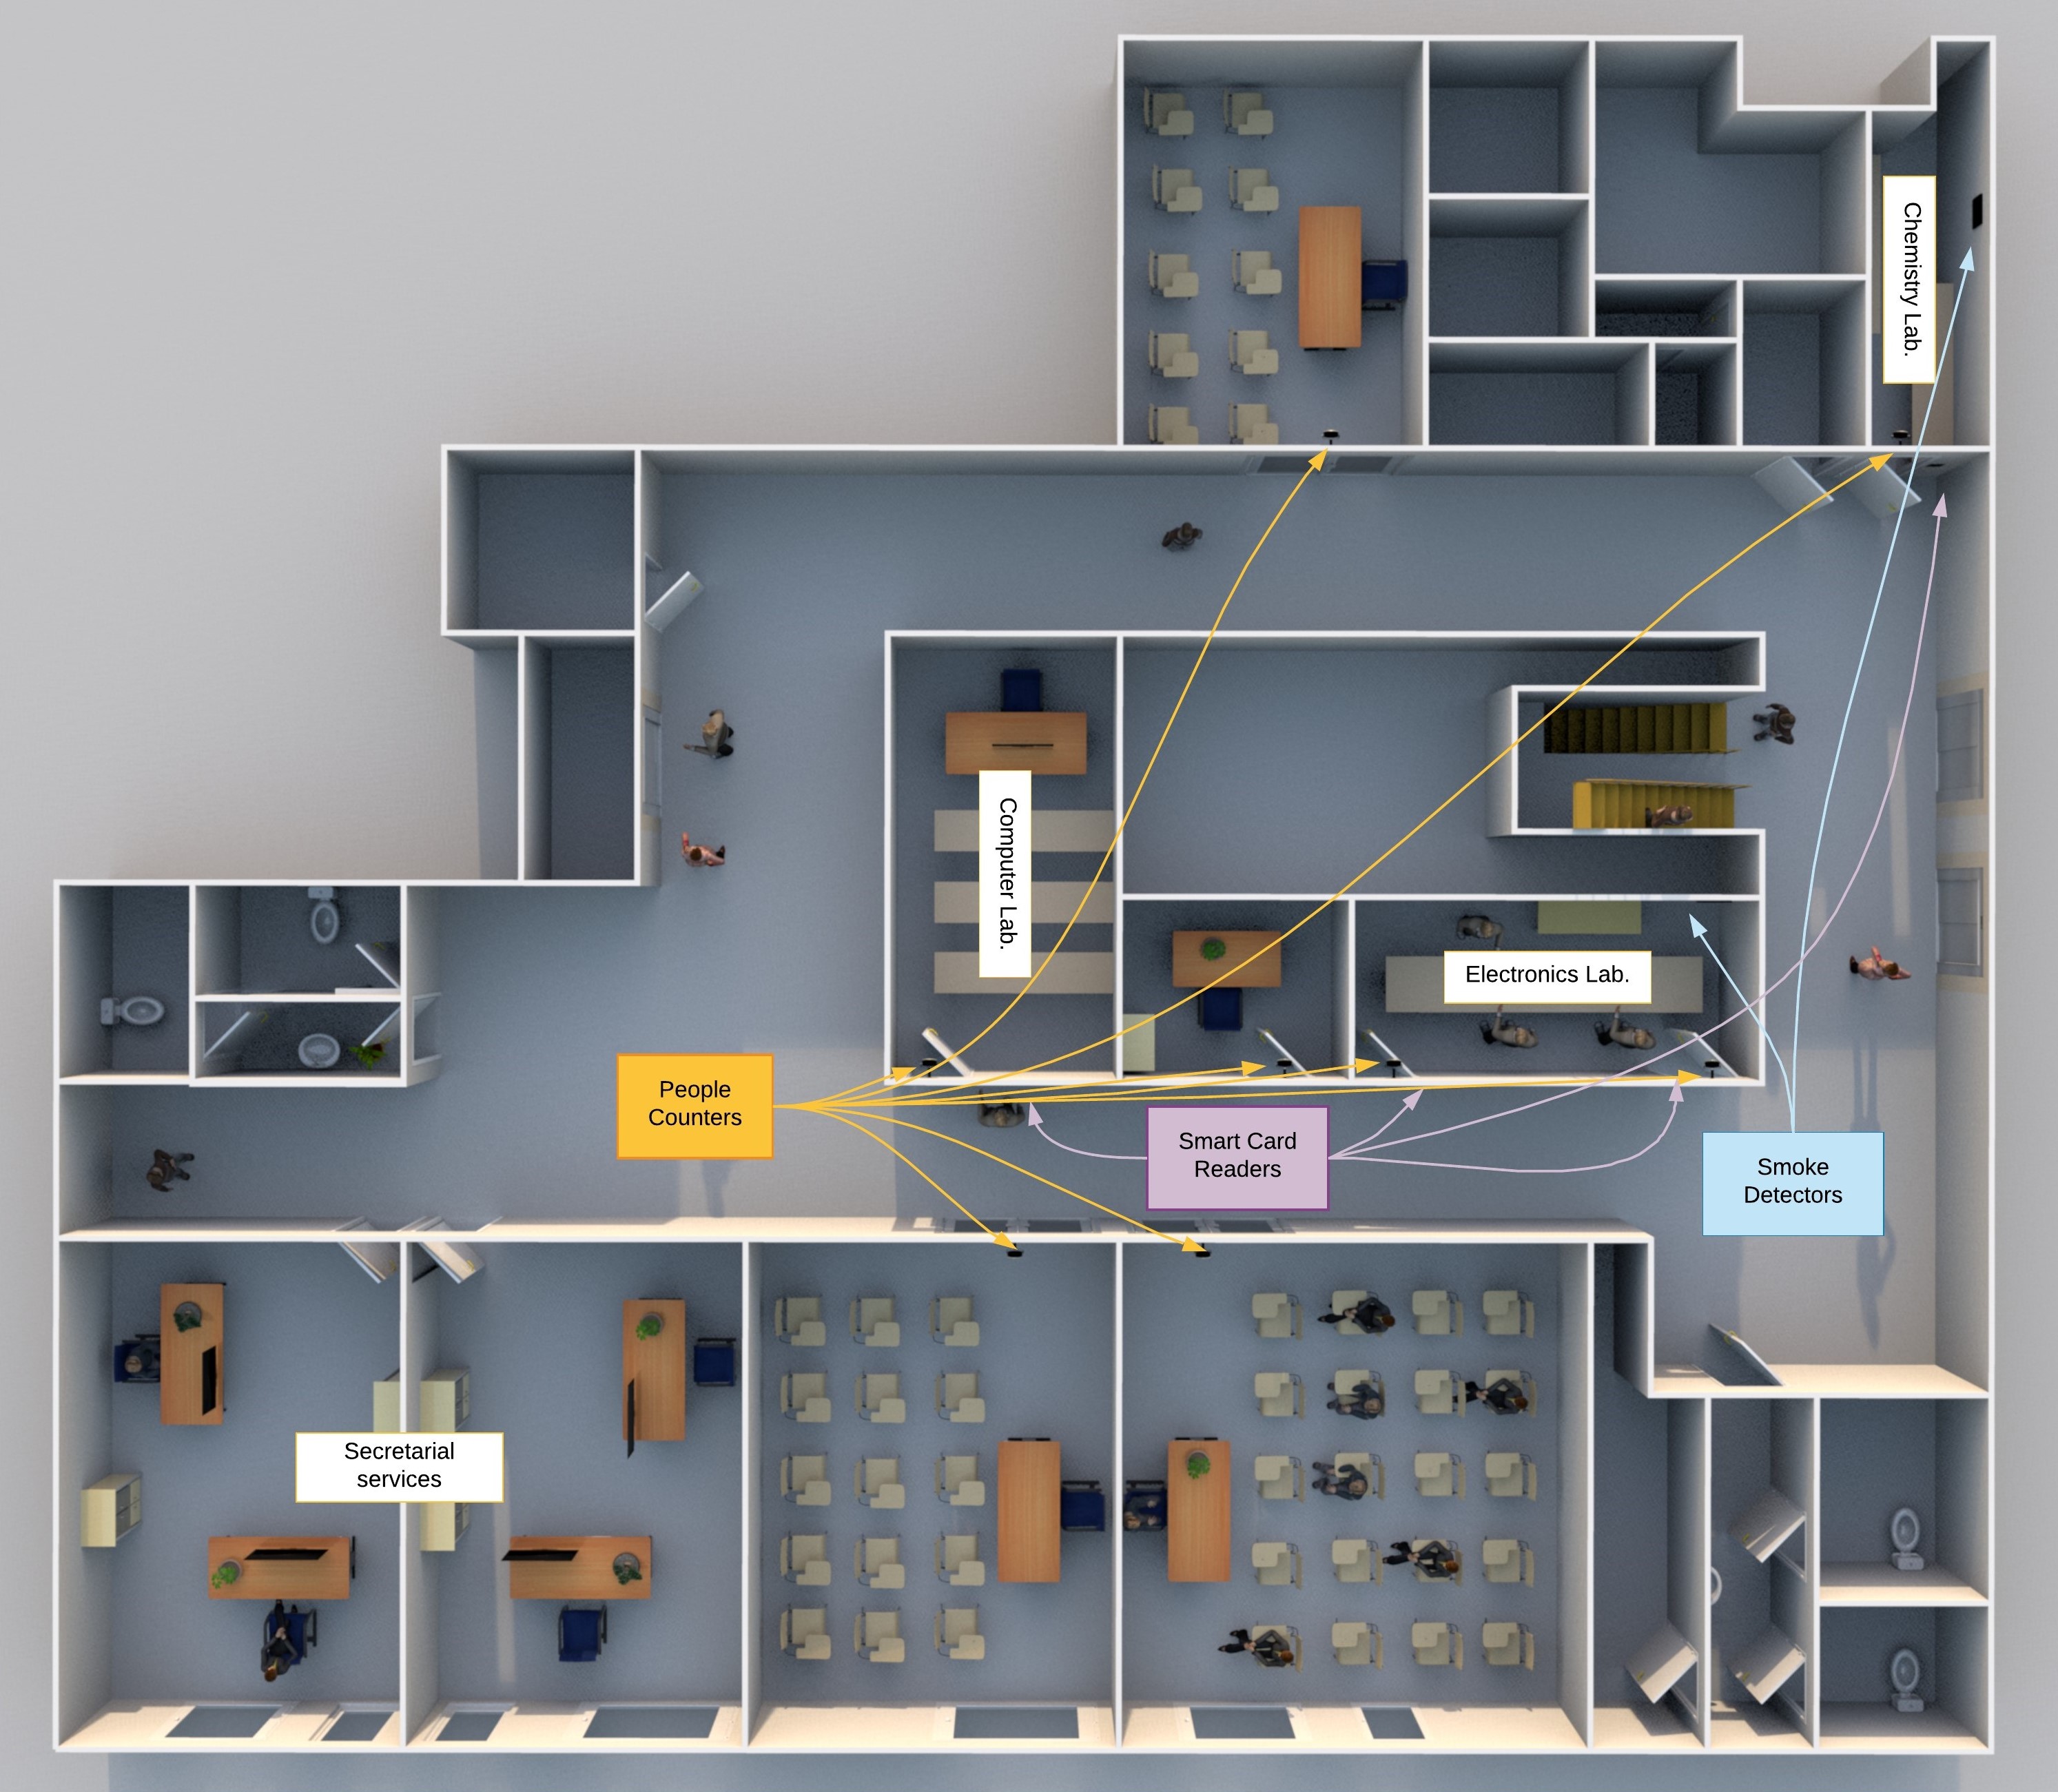 Chemistry Lab.
Computer Lab.
Electronics Lab.
People
Counters
Smart Card
Readers
Smoke
Detectors
Secretarial
services